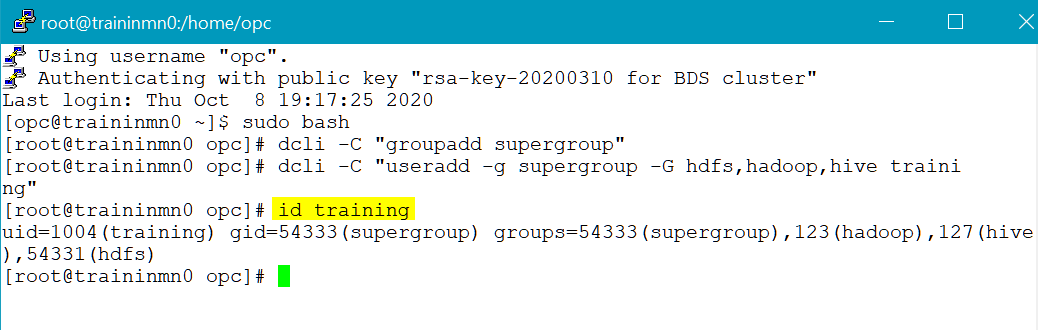 root@traininmn0:/home/opc
Using username "opc".
Authenticating with public key "rsa-key-20200310 for BDS cluster"
Last login: Thu Oct  8 19:17:25 2020
[opc@traininmn0 ~]$ sudo bash
[root@traininmn0 opc]# dcli -C "groupadd supergroup"
[root@traininmn0 opc]# dcli -C "useradd -g supergroup -G hdfs,hadoop,hive traini
ng"
[root@traininmn0 opc]# id training
uid=1004(training) gid=54333(supergroup) groups=54333(supergroup),123(hadoop),127(hive
),54331(hdfs)
[root@traininmn0 opc]#